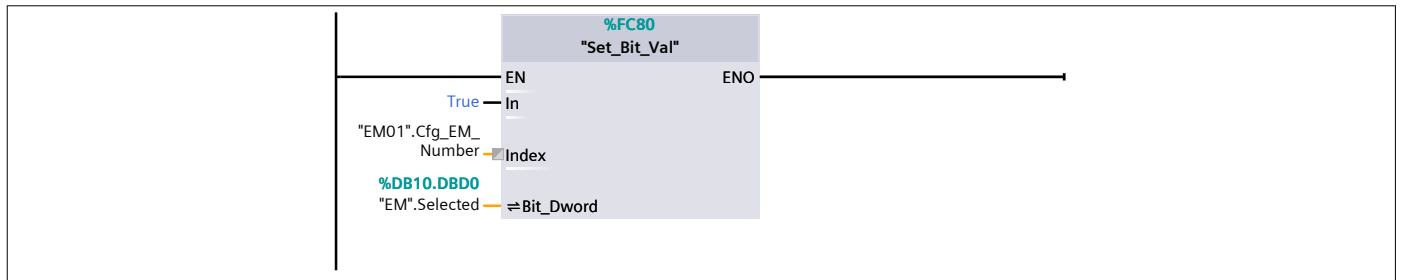 %FC80
"Set_Bit_Val"
EN ENO
True In
"EM01".Cfg_EM_
Number Index
%DB10.DBD0
"EM".Selected ⇌Bit_Dword